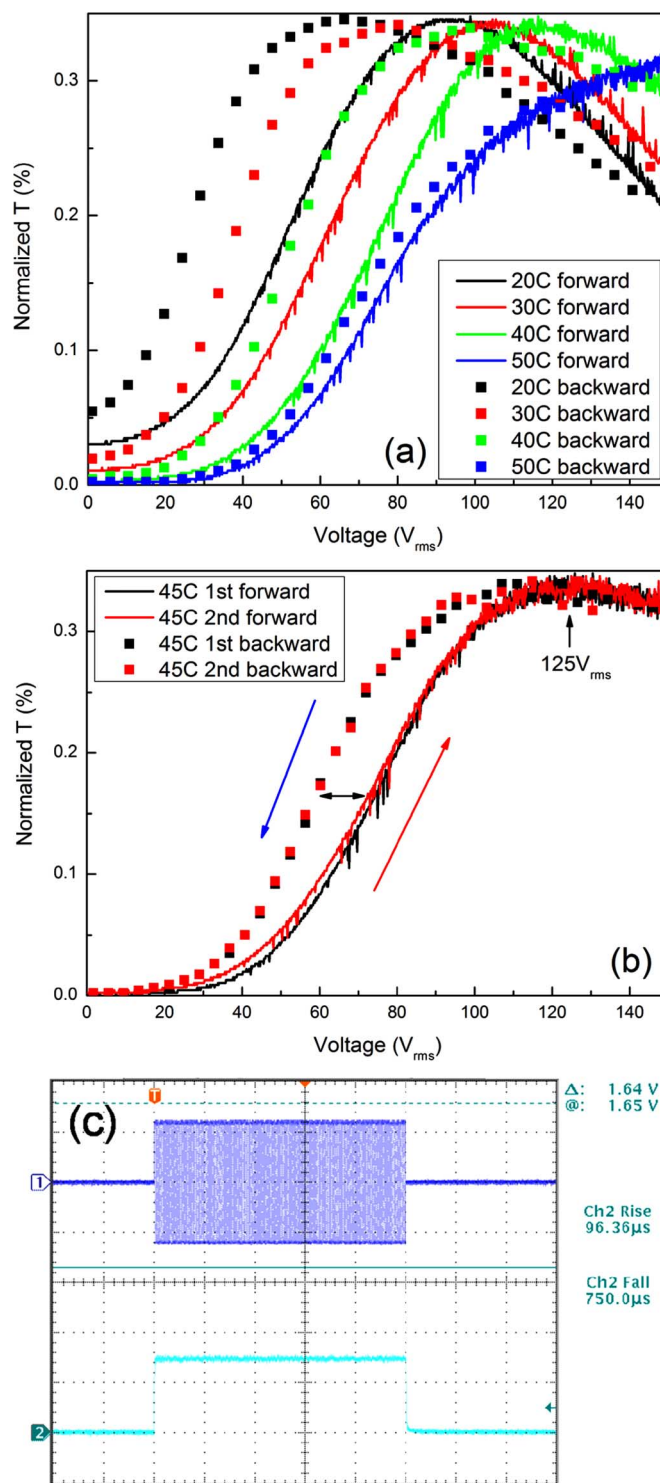 0.3
0.2
0.1
0.0
Normalized T (%)
20C forward
30C forward
40C forward
50C forward
20C backward
30C backward
40C backward
50C backward
(a)
0 20 40 60 80 100 120 140
Voltage (Vrms)
45C 1st forward
45C 2nd forward
45C 1st backward
45C 2nd backward
125Vrms
0.3
0.2
0.1
0.0
Normalized T (%)
(b)
0 20 40 60 80 100 120 140
Voltage (Vrms)
(c)
T
Δ: 1.64 V
@: 1.65 V
1
Ch2 Rise
96.36μs
Ch2 Fall
750.0μs
2